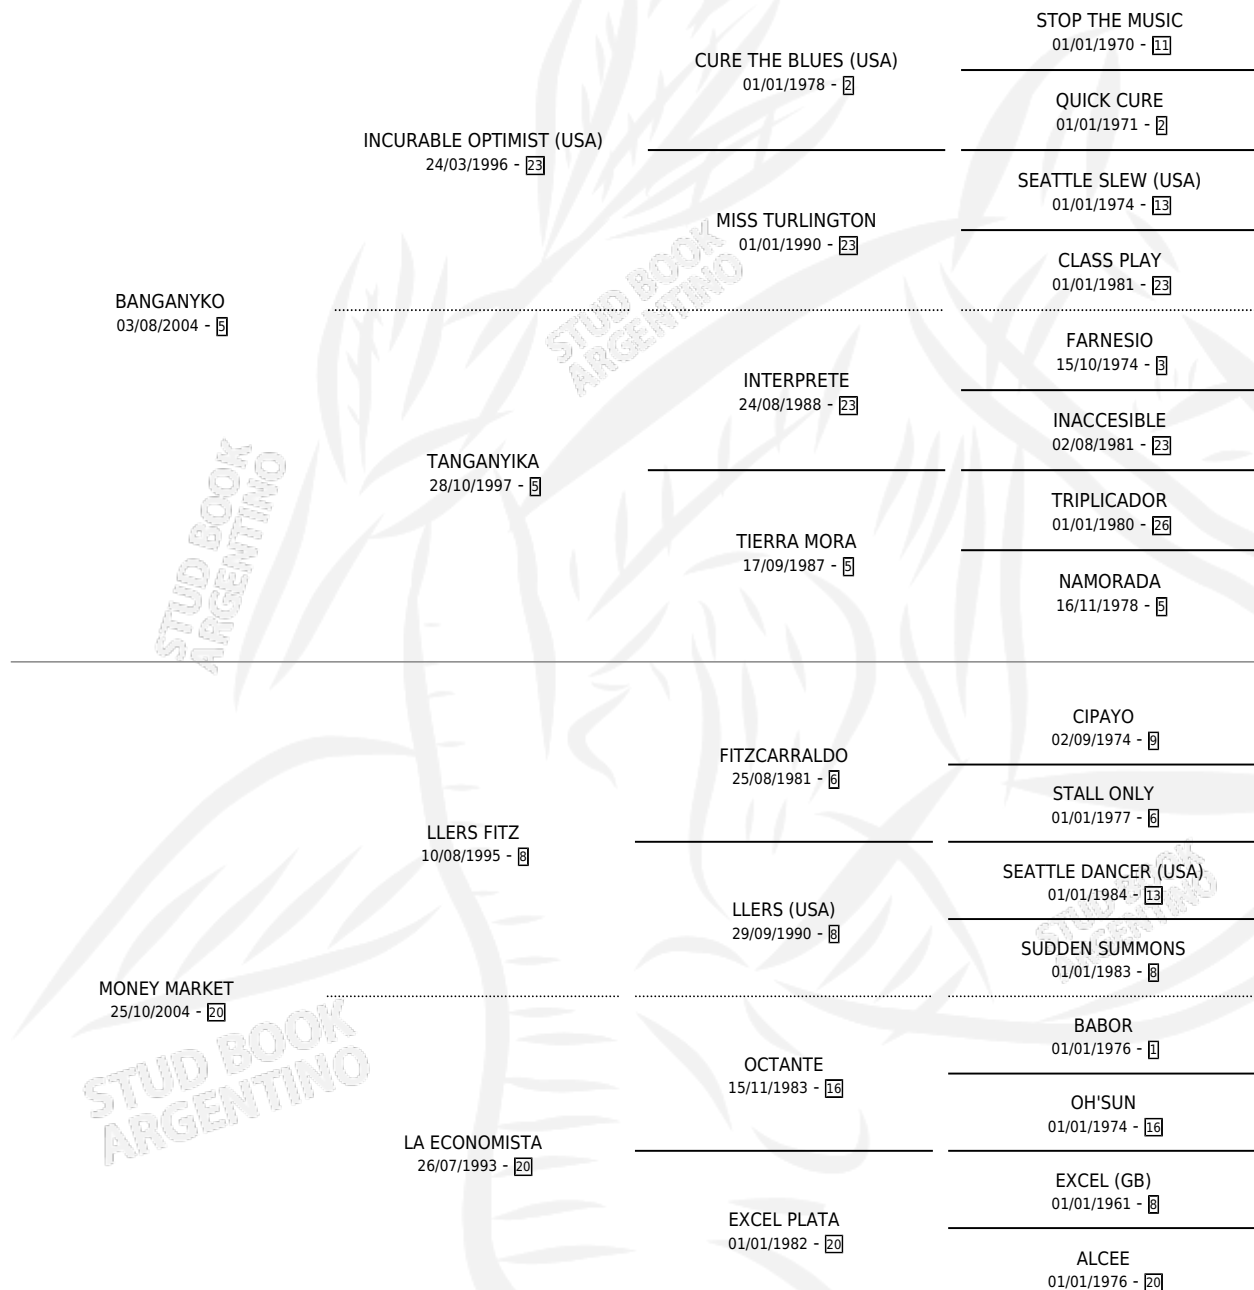 STOP THE MUSIC
01/01/1970 - 11
CURE THE BLUES (USA)
01/01/1978 - 2
QUICK CURE
01/01/1971 - 2
INCURABLE OPTIMIST (USA)
24/03/1996 - 23
SEATTLE SLEW (USA)
01/01/1974 - 13
MISS TURLINGTON
01/01/1990 - 23
CLASS PLAY
01/01/1981 - 23
BANGANYKO
03/08/2004 - 5
STUD BOOK
ARGENTINO
FARNESIO
15/10/1974 - 3
INTERPRETE
24/08/1988 - 23
INACCESIBLE
02/08/1981 - 23
TANGANYIKA
28/10/1997 - 5
TRIPLICADOR
01/01/1980 - 26
TIERRA MORA
17/09/1987 - 5
NAMORADA
16/11/1978 - 5
STUD BOOK
ARGENTINO
CIPAYO
02/09/1974 - 9
FITZCARRALDO
25/08/1981 - 6
STALL ONLY
01/01/1977 - 6
LLERS FITZ
10/08/1995 - 8
SEATTLE DANCER (USA)
01/01/1984 - 13
LLERS (USA)
29/09/1990 - 8
STUD BOOK
ARGENTINO
SUDDEN SUMMONS
01/01/1983 - 8
MONEY MARKET
25/10/2004 - 20
BABOR
01/01/1976 - 1
OCTANTE
15/11/1983 - 16
OH'SUN
01/01/1974 - 16
STUD BOOK
ARGENTINO
LA ECONOMISTA
26/07/1993 - 20
EXCEL (GB)
01/01/1961 - 8
EXCEL PLATA
01/01/1982 - 20
ALCEE
01/01/1976 - 20